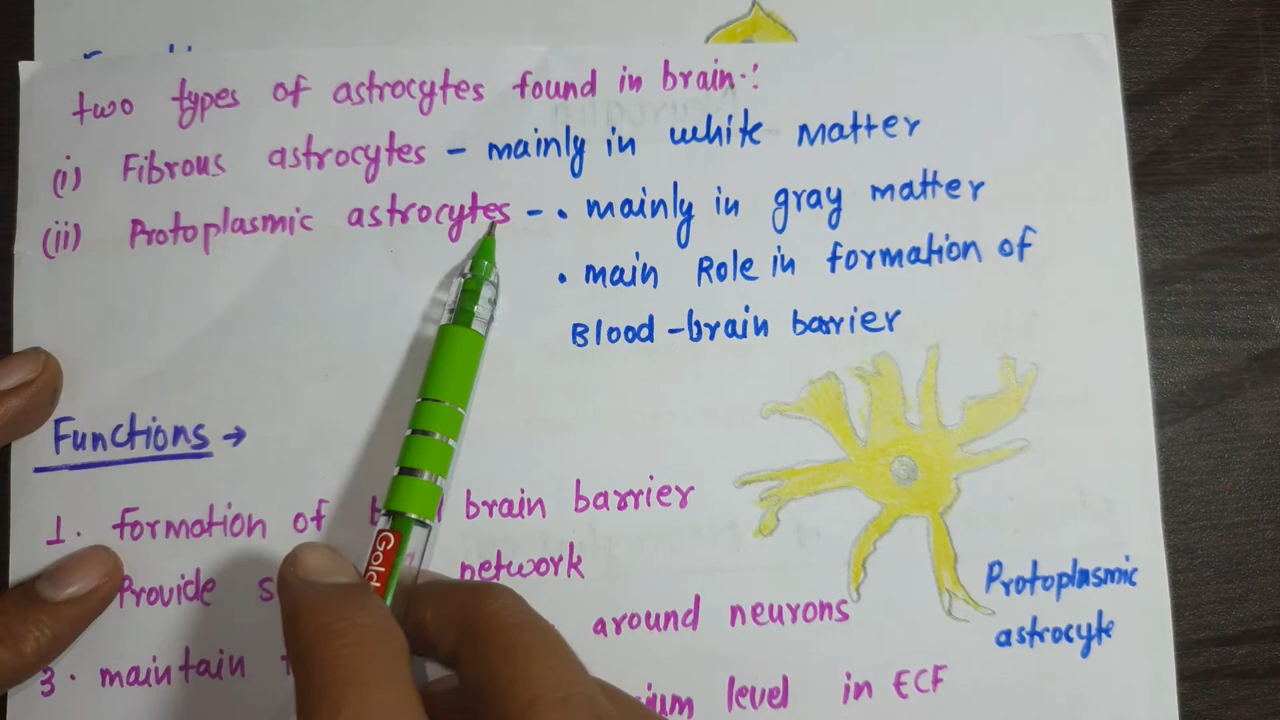 two types of astrocytes found in brain:
(i) Fibrous astrocytes - mainly in white matter
(ii) Protoplasmic astrocytes - . mainly in gray matter
. main Role in formation of
Blood-brain barrier
Functions →
1. formation of brain barrier
Provide network
around neurons
3. maintain
level in ECF
Protoplasmic
astrocyte
Gold